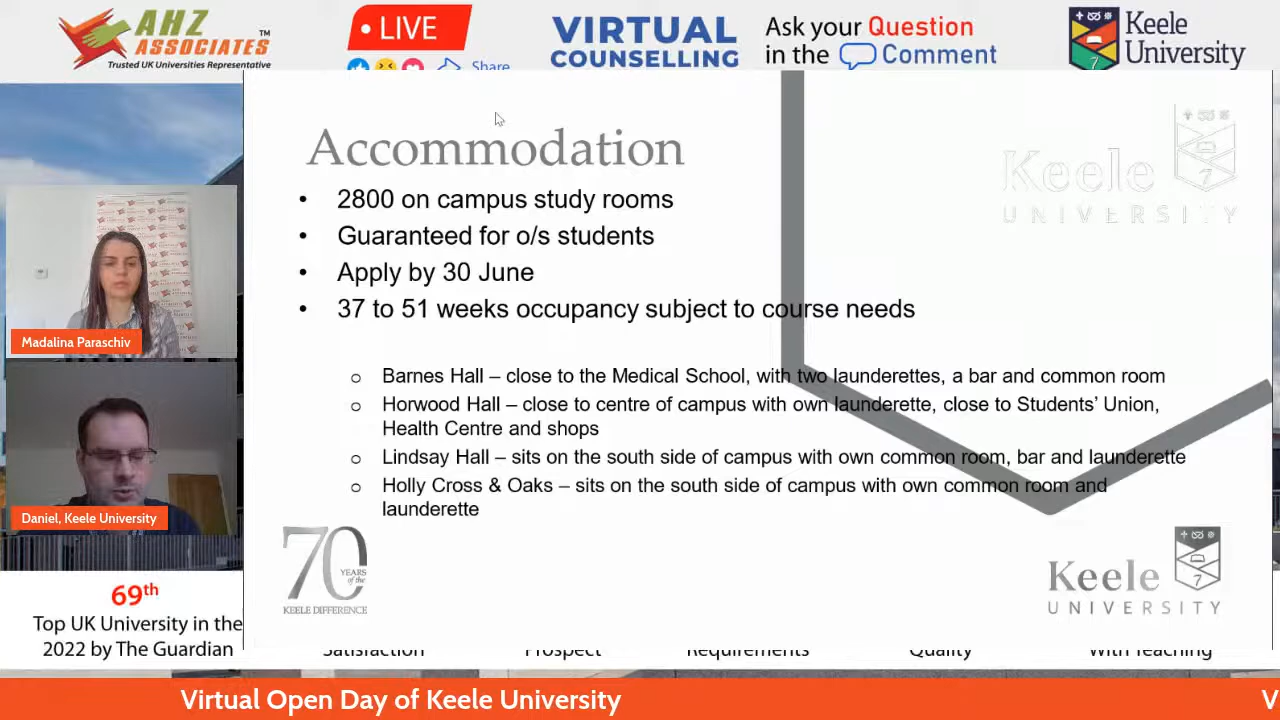 AHZ
ASSOCIATES
TM
Trusted UK Universities Representative
LIVE
Share
VIRTUAL
COUNSELLING
Ask your Question
in the Comment
Keele
University
Accommodation
• 2800 on campus study rooms
• Guaranteed for o/s students
• Apply by 30 June
• 37 to 51 weeks occupancy subject to course needs
o Barnes Hall – close to the Medical School, with two launderettes, a bar and common room
o Horwood Hall – close to centre of campus with own launderette, close to Students' Union,
Health Centre and shops
o Lindsay Hall – sits on the south side of campus with own common room, bar and launderette
o Holly Cross & Oaks – sits on the south side of campus with own common room and
launderette
Keele
UNIVERSITY
Madalina Paraschiv
Daniel, Keele University
70
YEARS
of the
KEELE DIFFERENCE
Keele
UNIVERSITY
69th
Top UK University in the
2022 by The Guardian
Satisfaction
Prospect
Requirements
Quality
With Teaching
Virtual Open Day of Keele University
V